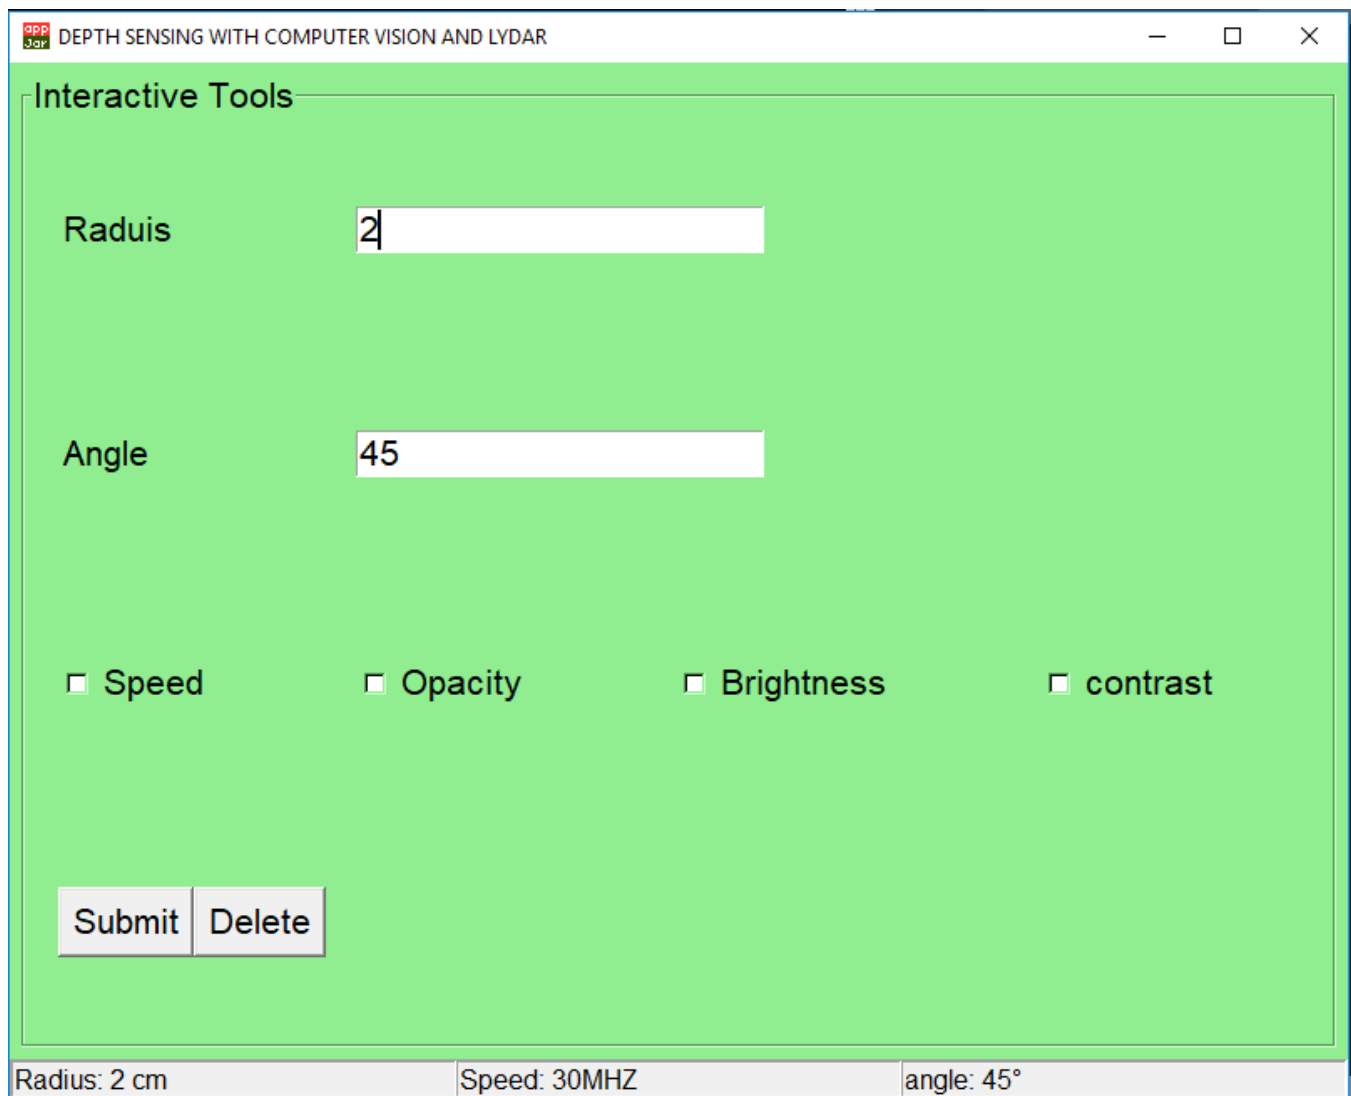 app
Jar
DEPTH SENSING WITH COMPUTER VISION AND LYDAR
Interactive Tools
Raduis 2
Angle 45
Speed Opacity Brightness contrast
Submit Delete
Radius: 2 cm Speed: 30MHZ angle: 45°